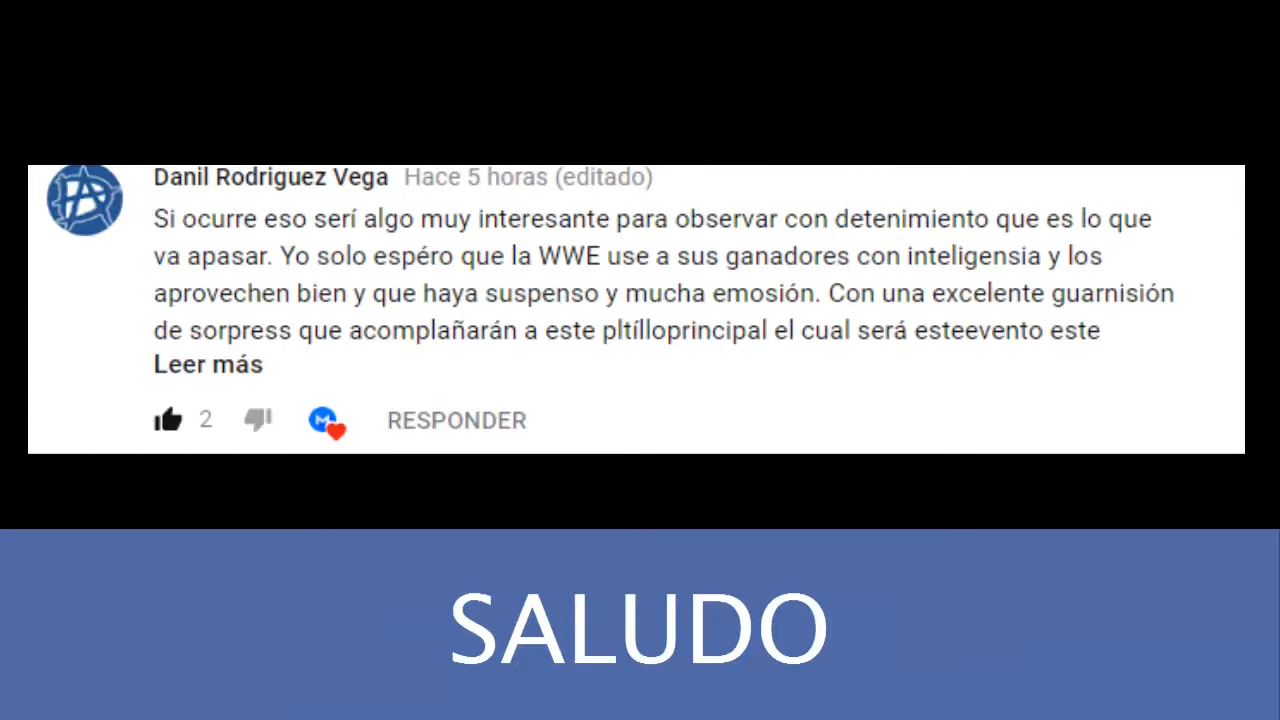 Danil Rodriguez Vega Hace 5 horas (editado)
Si ocurre eso serí algo muy interesante para observar con detenimiento que es lo que
va apasar. Yo solo espéro que la WWE use a sus ganadores con inteligensia y los
aprovechen bien y que haya suspenso y mucha emosión. Con una excelente guarnisión
de sorpress que acomplañarán a este pltílloprincipal el cual será esteevento este
Leer más
2 RESPONDER
SALUDO